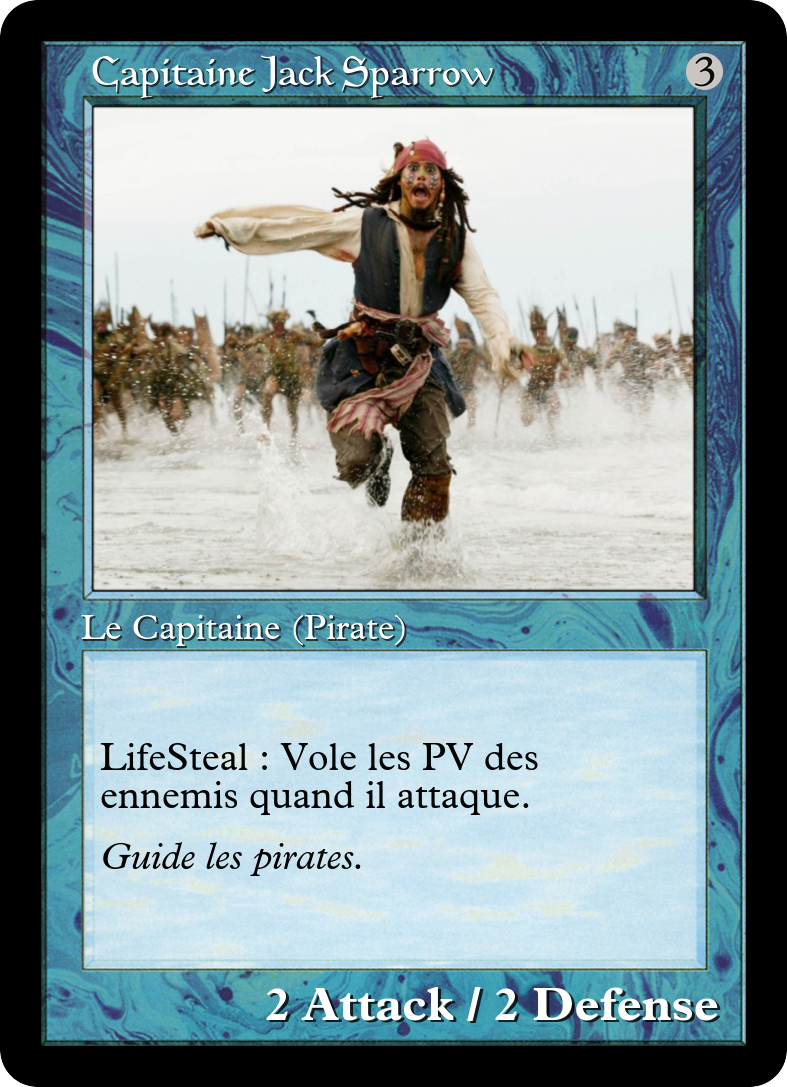 Capitaine Jack Sparrow 3
Le Capitaine (Pirate)
LifeSteal : Vole les PV des
ennemis quand il attaque.
Guide les pirates.
2 Attack / 2 Defense